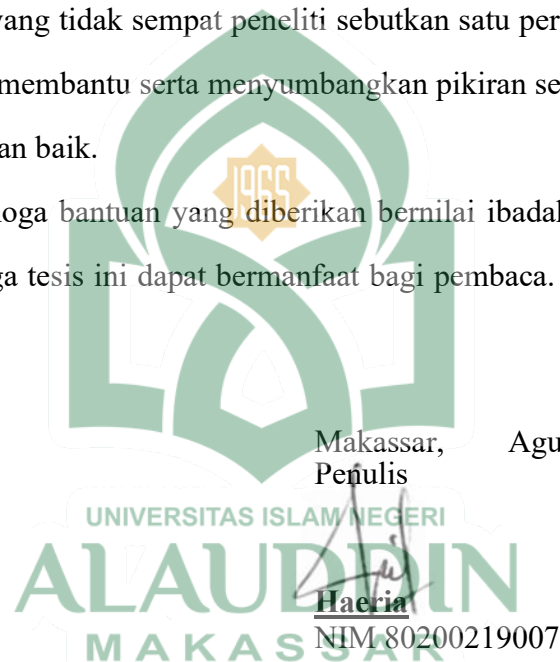 yang tidak sempat peneliti sebutkan satu per
membantu serta menyumbangkan pikiran se
an baik.
1965
oga bantuan yang diberikan bernilai ibadah
ga tesis ini dapat bermanfaat bagi pembaca.
Makassar, Agu
Penulis
UNIVERSITAS ISLAM NEGERI
ALAUDDIN
Haeria
NIM 80200219007
MAKASSAR